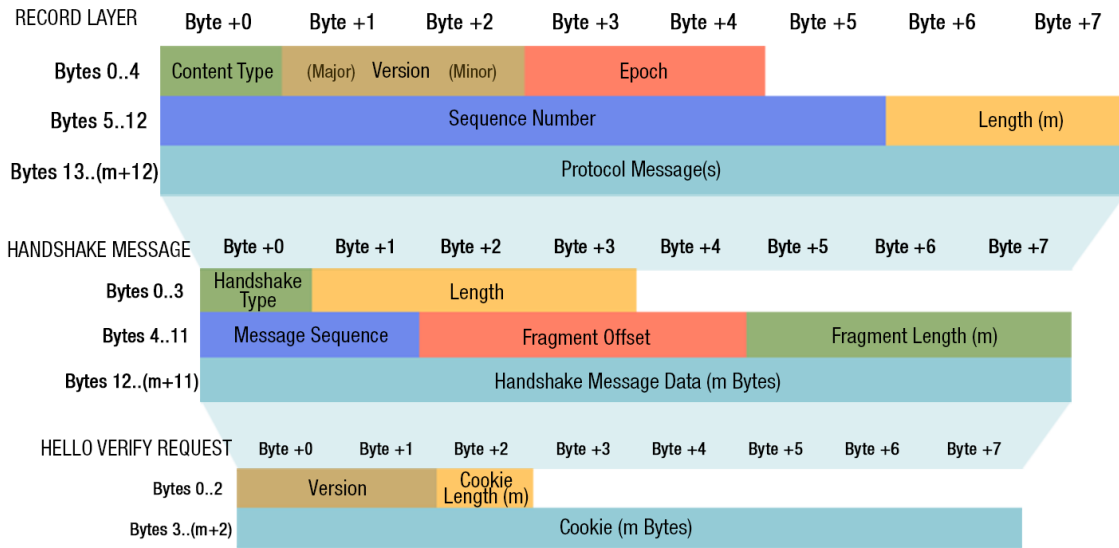 RECORD LAYER Byte +0 Byte +1 Byte +2 Byte +3 Byte +4 Byte +5 Byte +6 Byte +7
Bytes 0..4 Content Type (Major) Version (Minor) Epoch
Bytes 5..12 Sequence Number Length (m)
Bytes 13..(m+12) Protocol Message(s)
HANDSHAKE MESSAGE Byte +0 Byte +1 Byte +2 Byte +3 Byte +4 Byte +5 Byte +6 Byte +7
Bytes 0..3 Handshake Type Length
Bytes 4..11 Message Sequence Fragment Offset Fragment Length (m)
Bytes 12..(m+11) Handshake Message Data (m Bytes)
HELLO VERIFY REQUEST Byte +0 Byte +1 Byte +2 Byte +3 Byte +4 Byte +5 Byte +6 Byte +7
Bytes 0..2 Version Cookie Length (m)
Bytes 3..(m+2) Cookie (m Bytes)